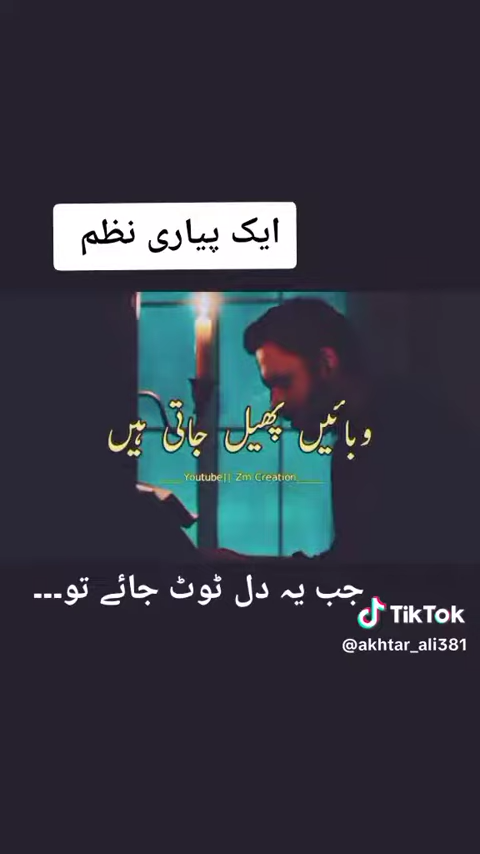 ایک پیاری نظم
وبائیں پھیل جاتی ہیں
Youtube|| Zm Creation
جب یہ دل ٹوٹ جائے تو...
TikTok
@akhtar_ali381